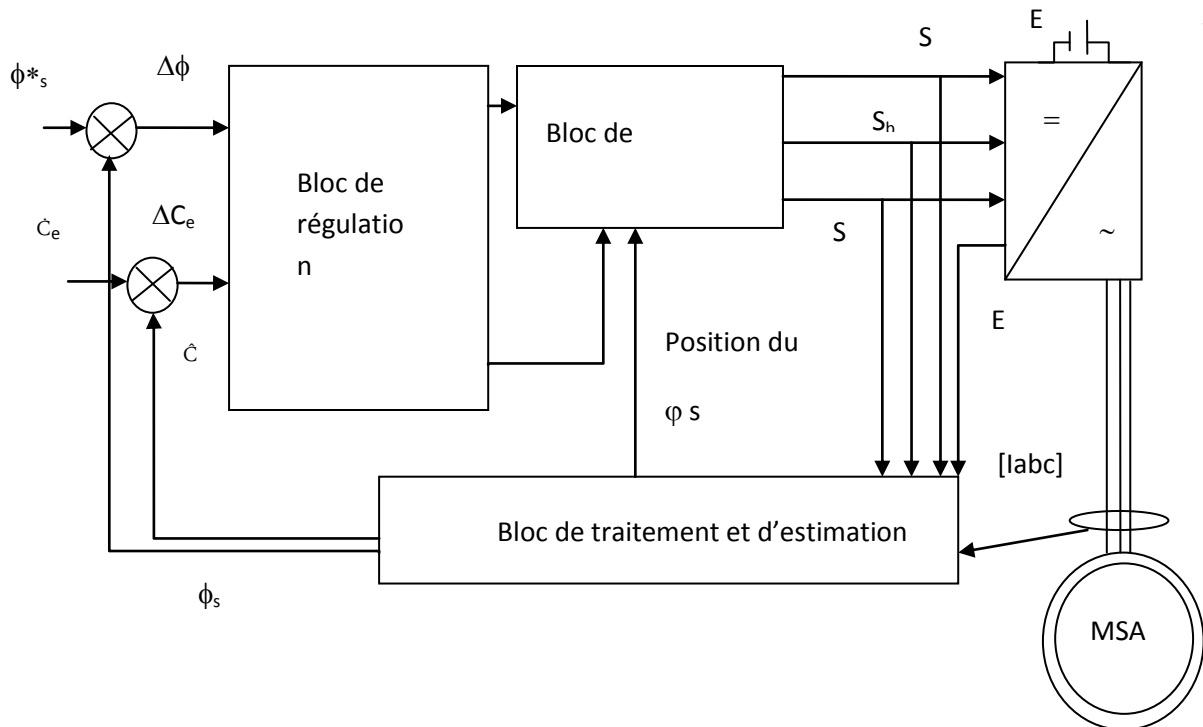 E
S
Δϕ
ϕ*s
=
Bloc de
Sb
Bloc de
régulatio
n
ΔCe
Ċe
S
~
E
Ĉ
Position du
φ s
[Iabc]
Bloc de traitement et d'estimation
ϕs
MSA